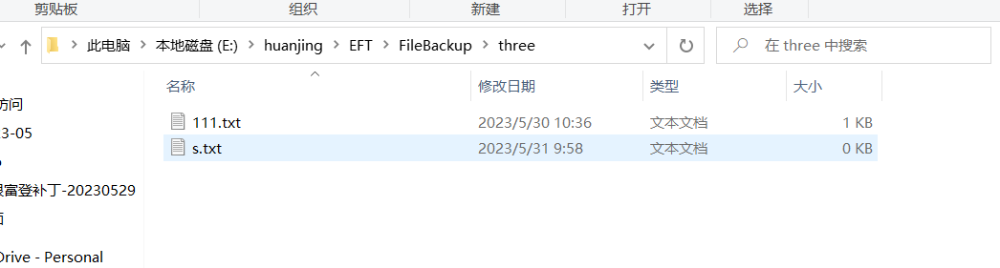 剪贴板 组织 新建 打开 选择
此电脑 本地磁盘 (E:) huanjing EFT FileBackup three 在 three 中搜索
名称 修改日期 类型 大小
访问
111.txt 2023/5/30 10:36 文本文档 1 KB
3-05
s.txt 2023/5/31 9:58 文本文档 0 KB
富登补丁-20230529
Drive - Personal